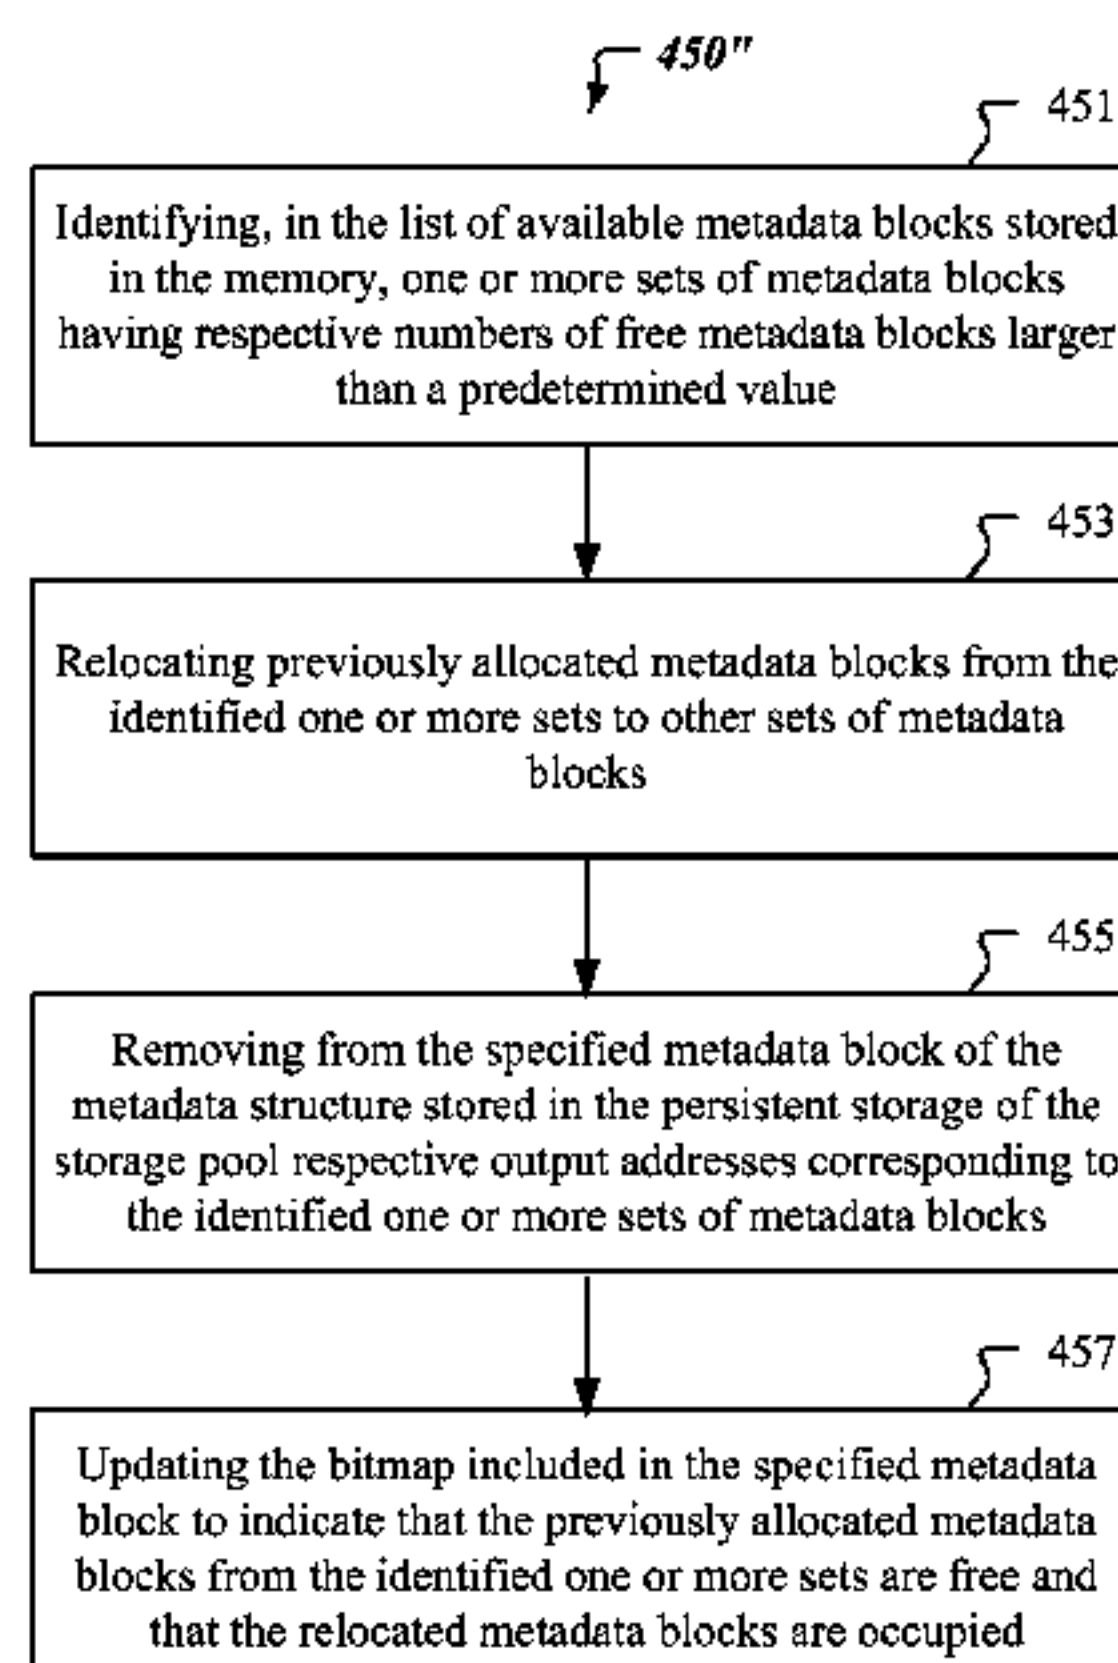 450"
451
Identifying, in the list of available metadata blocks stored
in the memory, one or more sets of metadata blocks
having respective numbers of free metadata blocks larger
than a predetermined value
453
Relocating previously allocated metadata blocks from the
identified one or more sets to other sets of metadata
blocks
455
Removing from the specified metadata block of the
metadata structure stored in the persistent storage of the
storage pool respective output addresses corresponding to
the identified one or more sets of metadata blocks
457
Updating the bitmap included in the specified metadata
block to indicate that the previously allocated metadata
blocks from the identified one or more sets are free and
that the relocated metadata blocks are occupied